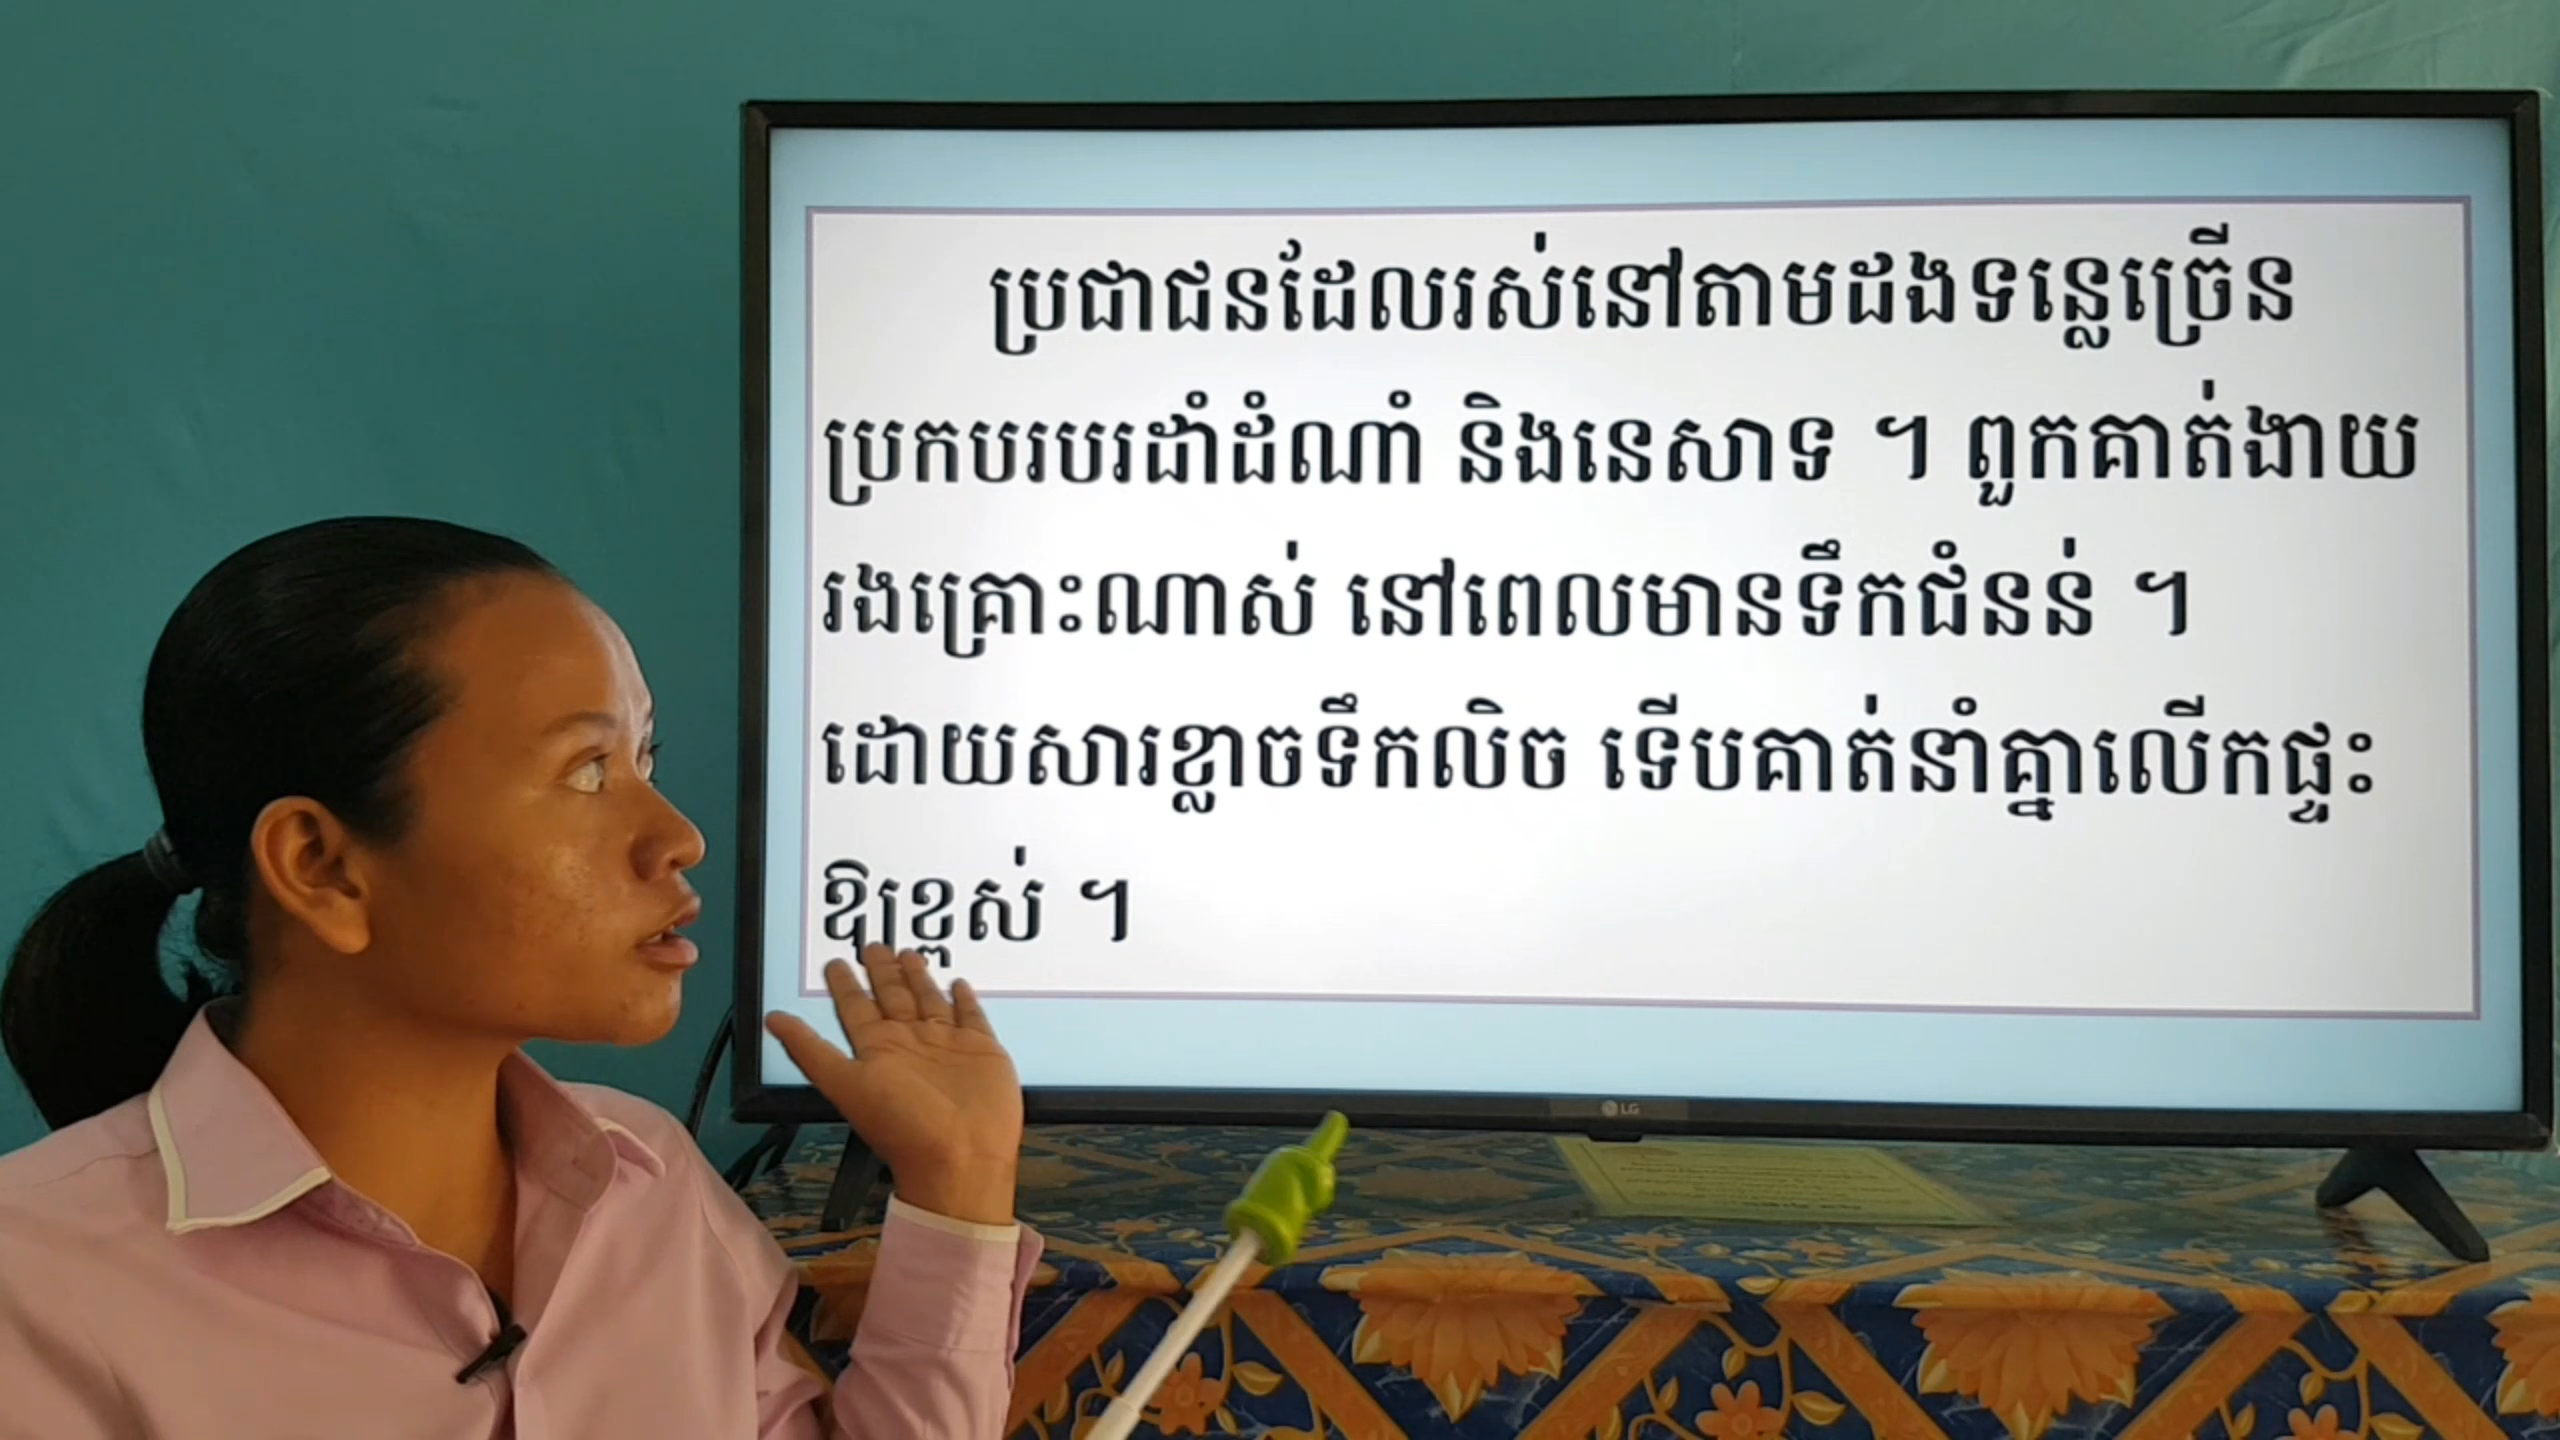 ប្រជាជនដែលរស់នៅតាមដងទន្លេច្រើន
ប្រកបរបរដាំដំណាំ និងនេសាទ ។ ពួកគាត់ងាយ
រងគ្រោះណាស់ នៅពេលមានទឹកជំនន់ ។
ដោយសារខ្លាចទឹកលិច ទើបគាត់នាំគ្នាលើកផ្ទះ
ឱ្យខ្ពស់ ។
LG